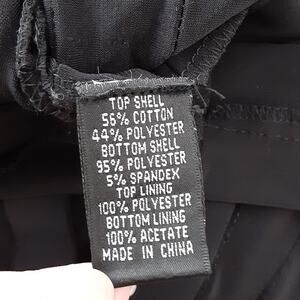 TOP SHELL
56% COTTON
44% POLYESTER
BOTTOM SHELL
95% POLYESTER
5% SPANDEX
TOP LINING
100% POLYESTER
BOTTOM LINING
100% ACETATE
MADE IN CHINA